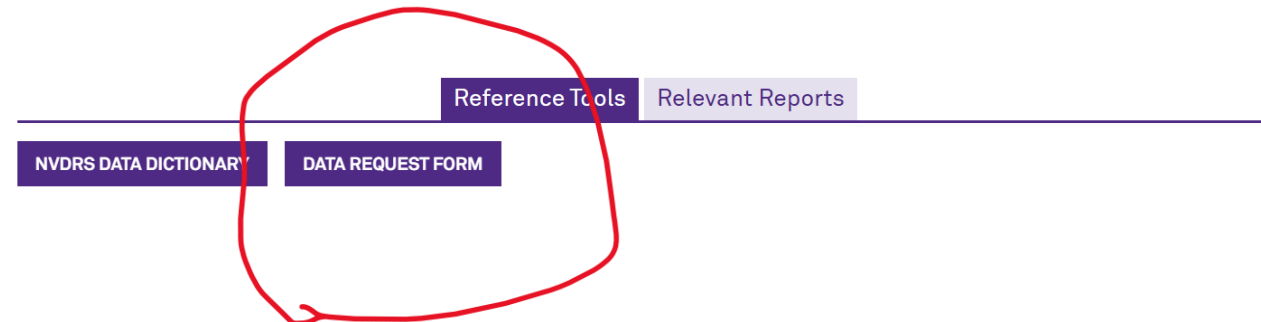 Reference Tools Relevant Reports
NVDRS DATA DICTIONARY DATA REQUEST FORM